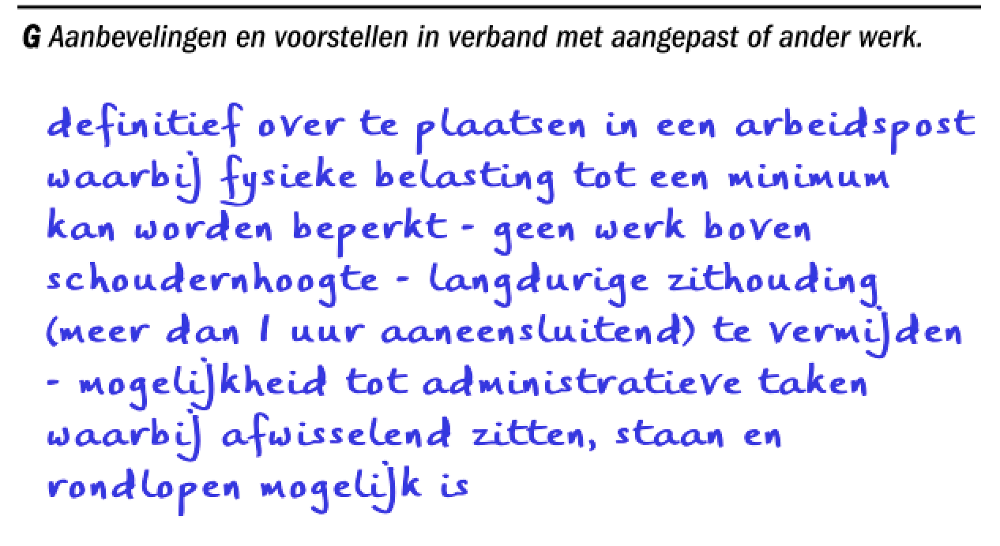 G Aanbevelingen en voorstellen in verband met aangepast of ander werk.
definitief over te plaatsen in een arbeidspost
waarbij fysieke belasting tot een minimum
kan worden beperkt - geen werk boven
schoudernhoogte - langdurige zithouding
(meer dan 1 uur aaneensluitend) te vermijden
- mogelijkheid tot administratieve taken
waarbij afwisselend zitten, staan en
rondlopen mogelijk is